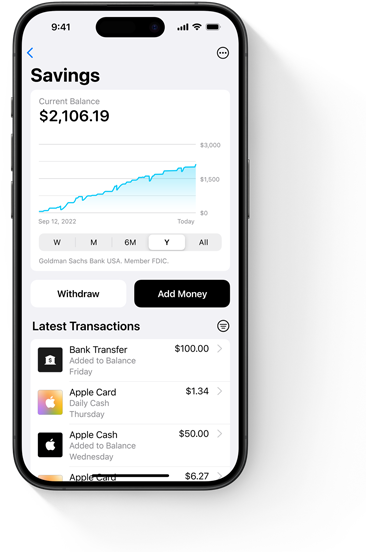 9:41
Savings
Current Balance
$2,106.19
$3,000
$1,500
$0
Sep 12, 2022 Today
W M 6M Y All
Goldman Sachs Bank USA. Member FDIC.
Withdraw Add Money
Latest Transactions
Bank Transfer $100.00
Added to Balance
Friday
Apple Card $1.34
Daily Cash
Thursday
Apple Cash $50.00
Added to Balance
Wednesday
Apple Card $6.27